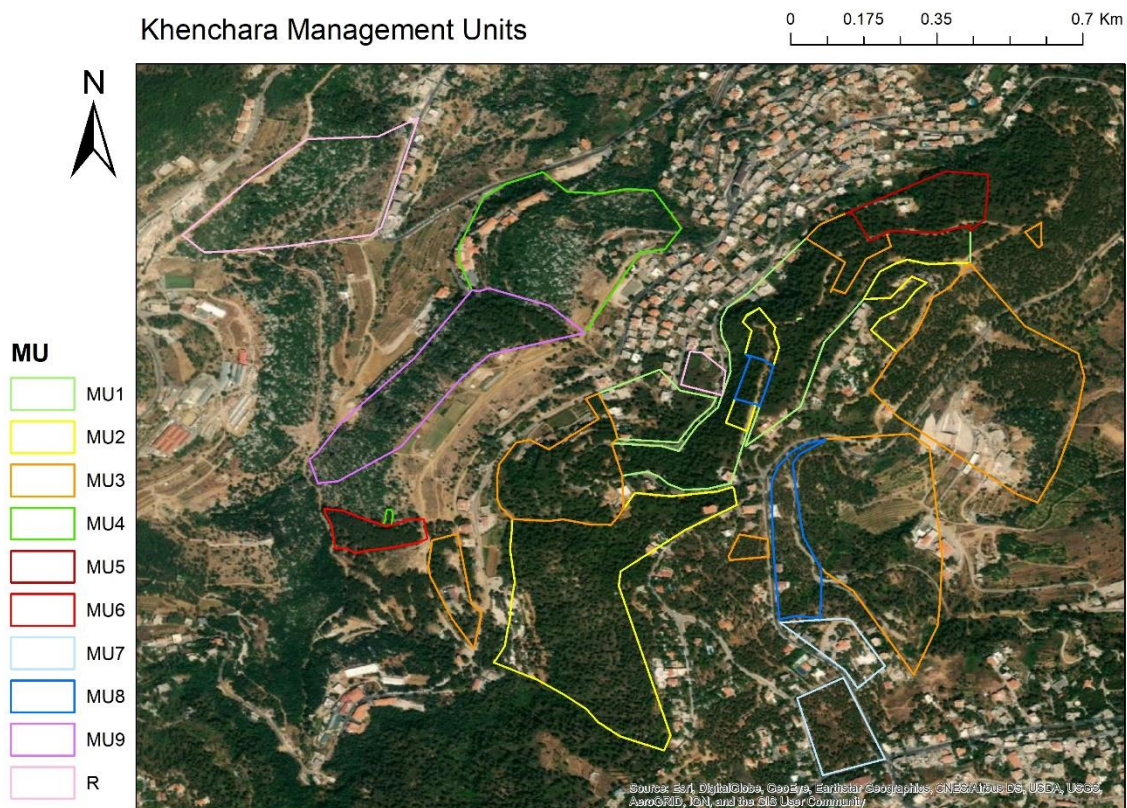 Khenchara Management Units
0 0.175 0.35 0.7 Km
N
MU
MU1
MU2
MU3
MU4
MU5
MU6
MU7
MU8
MU9
R
Source: Esri, DigitalGlobe, GeoEye, Earthstar Geographics, CNES/Airbus DS, USDA, USGS,
AeroGRID, IGN, and the GIS User Community